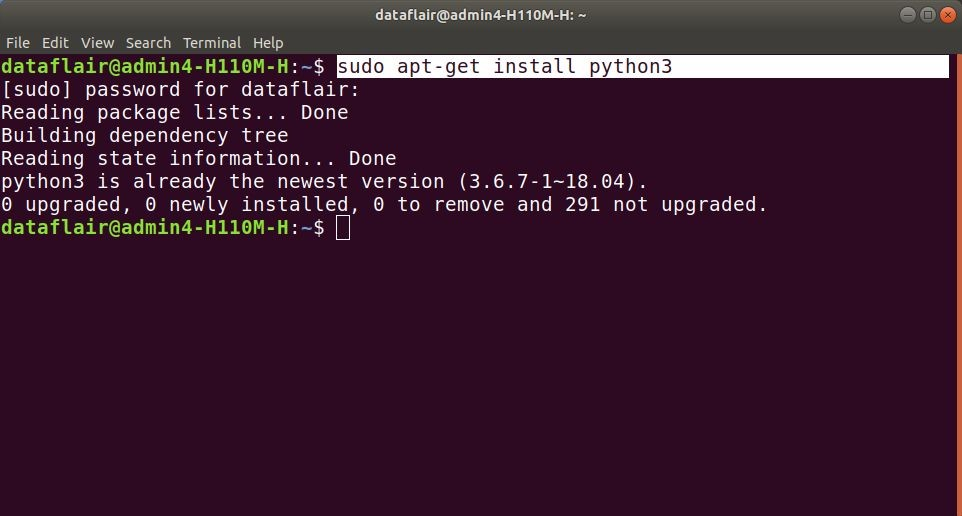 dataflair@admin4-H110M-H: ~
File Edit View Search Terminal Help
dataflair@admin4-H110M-H:~$ sudo apt-get install python3
[sudo] password for dataflair:
Reading package lists... Done
Building dependency tree
Reading state information... Done
python3 is already the newest version (3.6.7-1~18.04).
0 upgraded, 0 newly installed, 0 to remove and 291 not upgraded.
dataflair@admin4-H110M-H:~$